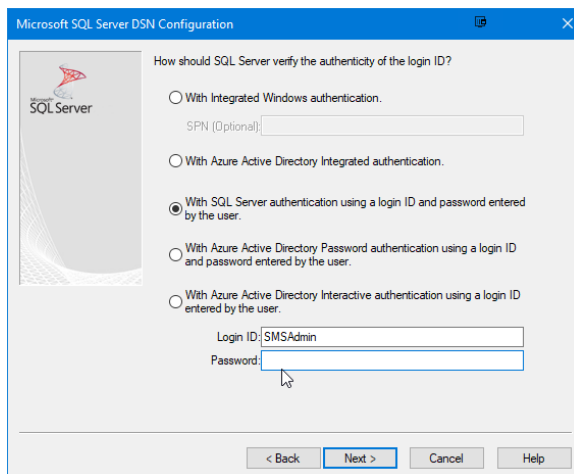 Microsoft SQL Server DSN Configuration
Microsoft
SQL Server
How should SQL Server verify the authenticity of the login ID?
With Integrated Windows authentication.
SPN (Optional):
With Azure Active Directory Integrated authentication.
With SQL Server authentication using a login ID and password entered
by the user.
With Azure Active Directory Password authentication using a login ID
and password entered by the user.
With Azure Active Directory Interactive authentication using a login ID
entered by the user.
Login ID: SMSAdmin
Password:
< Back Next > Cancel Help